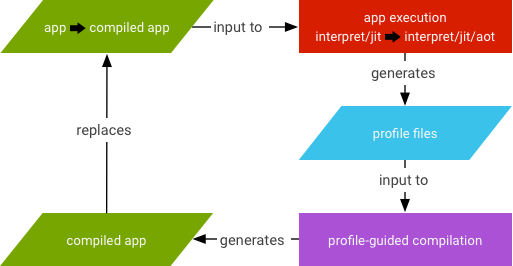 app ➡ compiled app
input to
app execution
interpret/jit ➡ interpret/jit/aot
generates
replaces
profile files
input to
compiled app
generates
profile-guided compilation